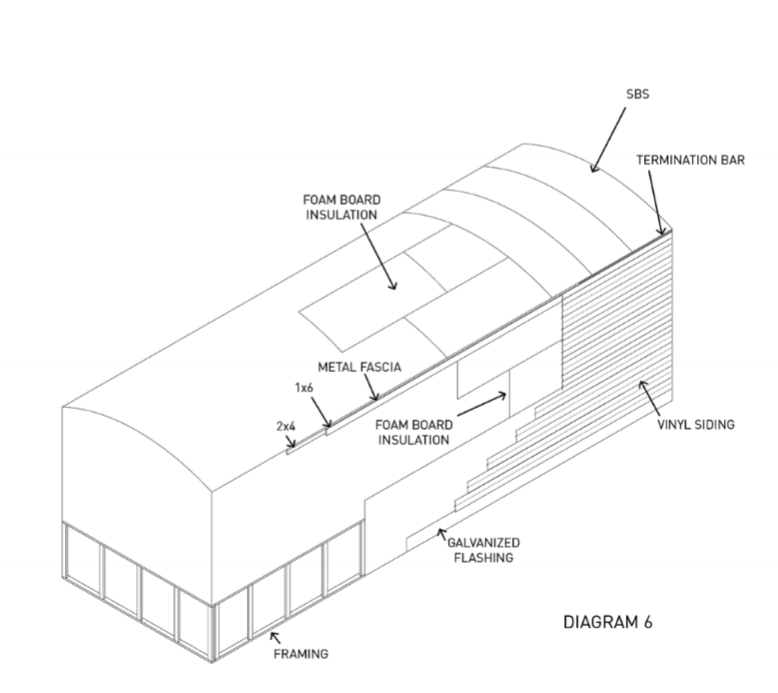 SBS
TERMINATION BAR
FOAM BOARD
INSULATION
METAL FASCIA
1x6
2x4
FOAM BOARD
INSULATION
VINYL SIDING
GALVANIZED
FLASHING
DIAGRAM 6
FRAMING